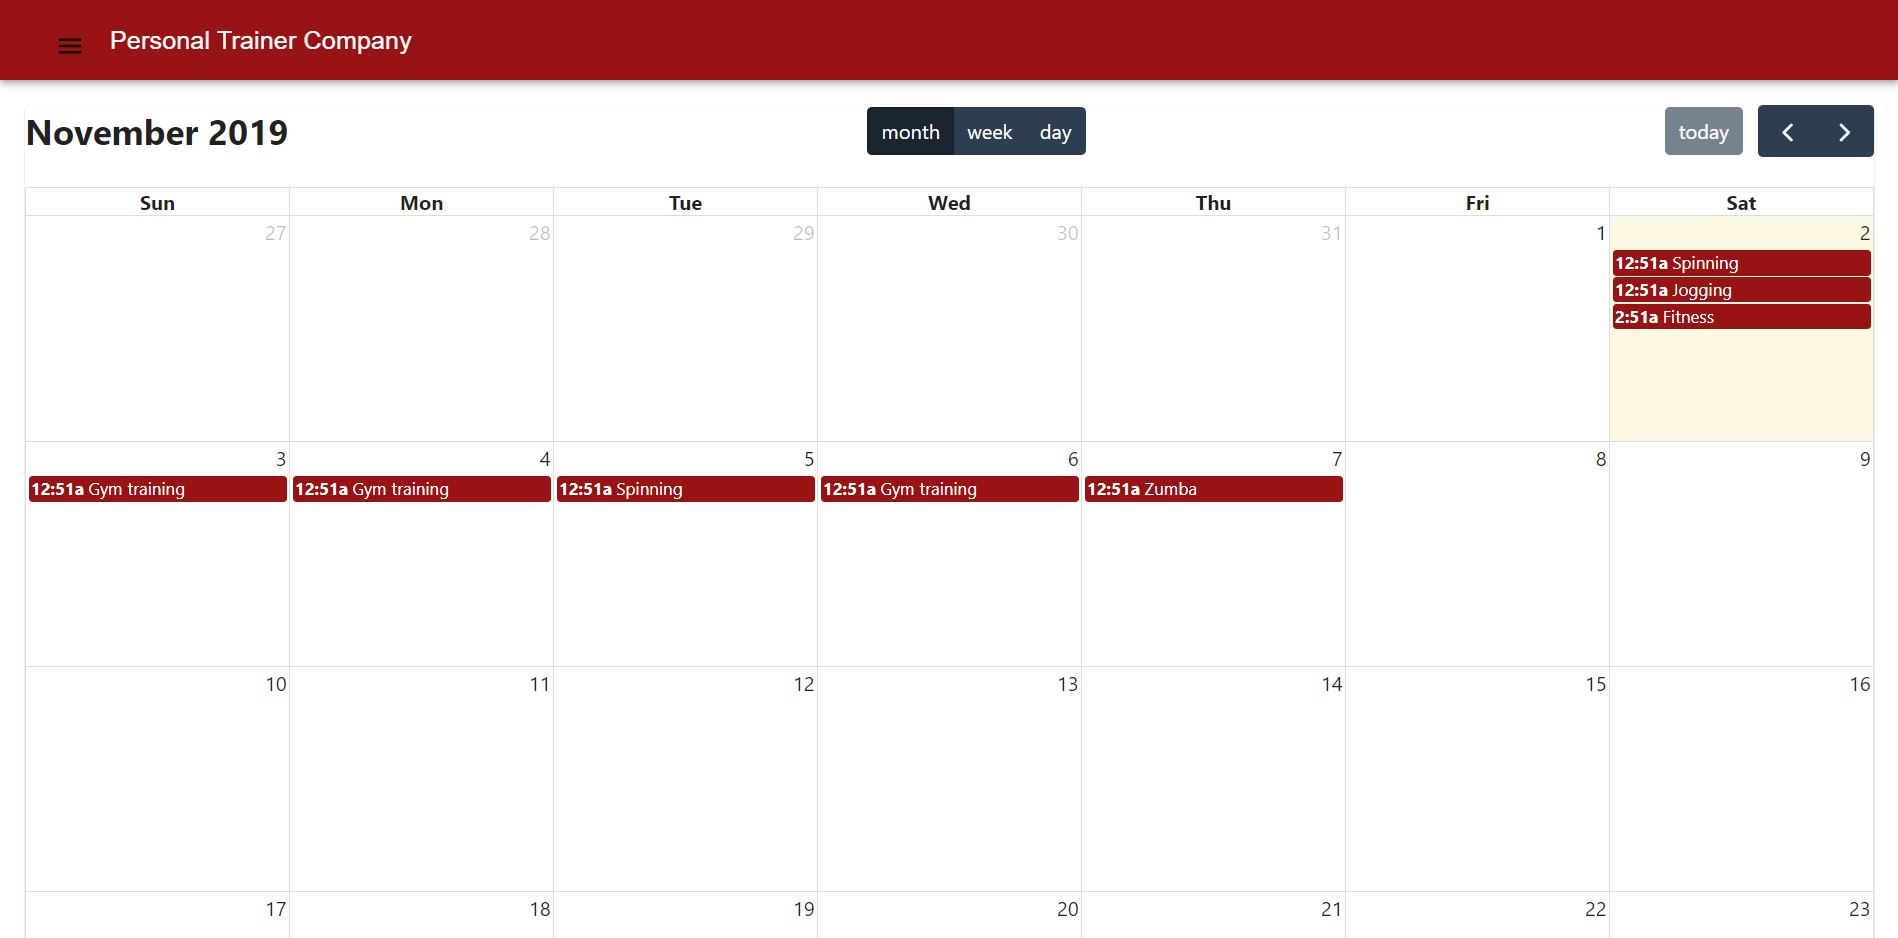 Personal Trainer Company
November 2019
month week day
today
Sun Mon Tue Wed Thu Fri Sat
27 28 29 30 31 1 2
12:51a Spinning
12:51a Jogging
2:51a Fitness
3 4 5 6 7 8 9
12:51a Gym training 12:51a Gym training 12:51a Spinning 12:51a Gym training 12:51a Zumba
10 11 12 13 14 15 16
17 18 19 20 21 22 23